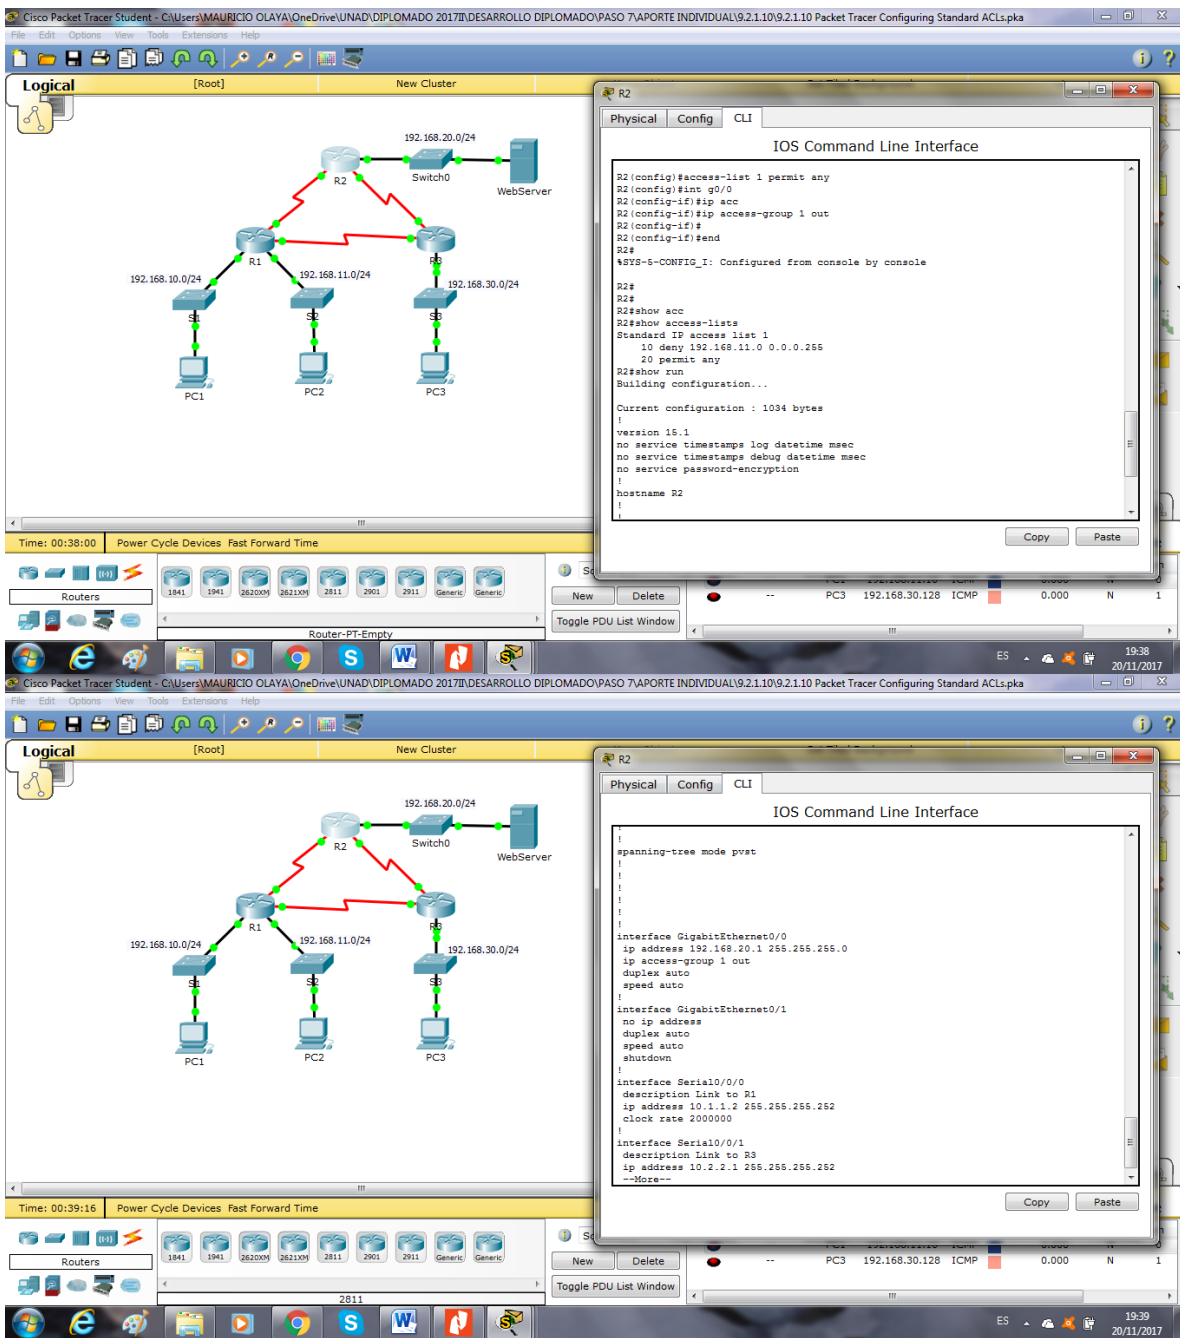 Cisco Packet Tracer Student - C:\Users\MAURICIO OLAYA\OneDrive\UNAD\DIPLOMADO 2017II\DESARROLLO DIPLOMADO\PASO 7\APORTE INDIVIDUAL\9.2.1.10\9.2.1.10 Packet Tracer Configuring Standard ACLs.pka
File Edit Options View Tools Extensions Help
Logical [Root] New Cluster
192.168.20.0/24
R2
Switch0
WebServer
R1
R3
192.168.10.0/24
192.168.11.0/24
192.168.30.0/24
S1
S2
S3
PC1
PC2
PC3
R2
Physical Config CLI
IOS Command Line Interface
R2(config)#access-list 1 permit any
R2(config)#int g0/0
R2(config-if)#ip acc
R2(config-if)#ip access-group 1 out
R2(config-if)#
R2(config-if)#end
R2#
%SYS-5-CONFIG_I: Configured from console by console
R2#
R2#
R2#show acc
R2#show access-lists
Standard IP access list 1
10 deny 192.168.11.0 0.0.0.255
20 permit any
R2#show run
Building configuration...
Current configuration : 1034 bytes
!
version 15.1
no service timestamps log datetime msec
no service timestamps debug datetime msec
no service password-encryption
!
hostname R2
!
!
Copy Paste
Time: 00:38:00 Power Cycle Devices Fast Forward Time
Routers
1841 1941 2620XM 2621XM 2811 2901 2911 Generic Generic
Router-PT-Empty
New Delete
Toggle PDU List Window
-- PC3 192.168.30.128 ICMP 0.000 N 1
ES 19:38
20/11/2017
Cisco Packet Tracer Student - C:\Users\MAURICIO OLAYA\OneDrive\UNAD\DIPLOMADO 2017II\DESARROLLO DIPLOMADO\PASO 7\APORTE INDIVIDUAL\9.2.1.10\9.2.1.10 Packet Tracer Configuring Standard ACLs.pka
File Edit Options View Tools Extensions Help
Logical [Root] New Cluster
192.168.20.0/24
R2
Switch0
WebServer
R1
R3
192.168.10.0/24
192.168.11.0/24
192.168.30.0/24
S1
S2
S3
PC1
PC2
PC3
R2
Physical Config CLI
IOS Command Line Interface
!
!
spanning-tree mode pvst
!
!
!
!
!
!
interface GigabitEthernet0/0
ip address 192.168.20.1 255.255.255.0
ip access-group 1 out
duplex auto
speed auto
!
interface GigabitEthernet0/1
no ip address
duplex auto
speed auto
shutdown
!
interface Serial0/0/0
description Link to R1
ip address 10.1.1.2 255.255.255.252
clock rate 2000000
!
interface Serial0/0/1
description Link to R3
ip address 10.2.2.1 255.255.255.252
--More--
Copy Paste
Time: 00:39:16 Power Cycle Devices Fast Forward Time
Routers
1841 1941 2620XM 2621XM 2811 2901 2911 Generic Generic
2811
New Delete
Toggle PDU List Window
-- PC3 192.168.30.128 ICMP 0.000 N 1
ES 19:39
20/11/2017